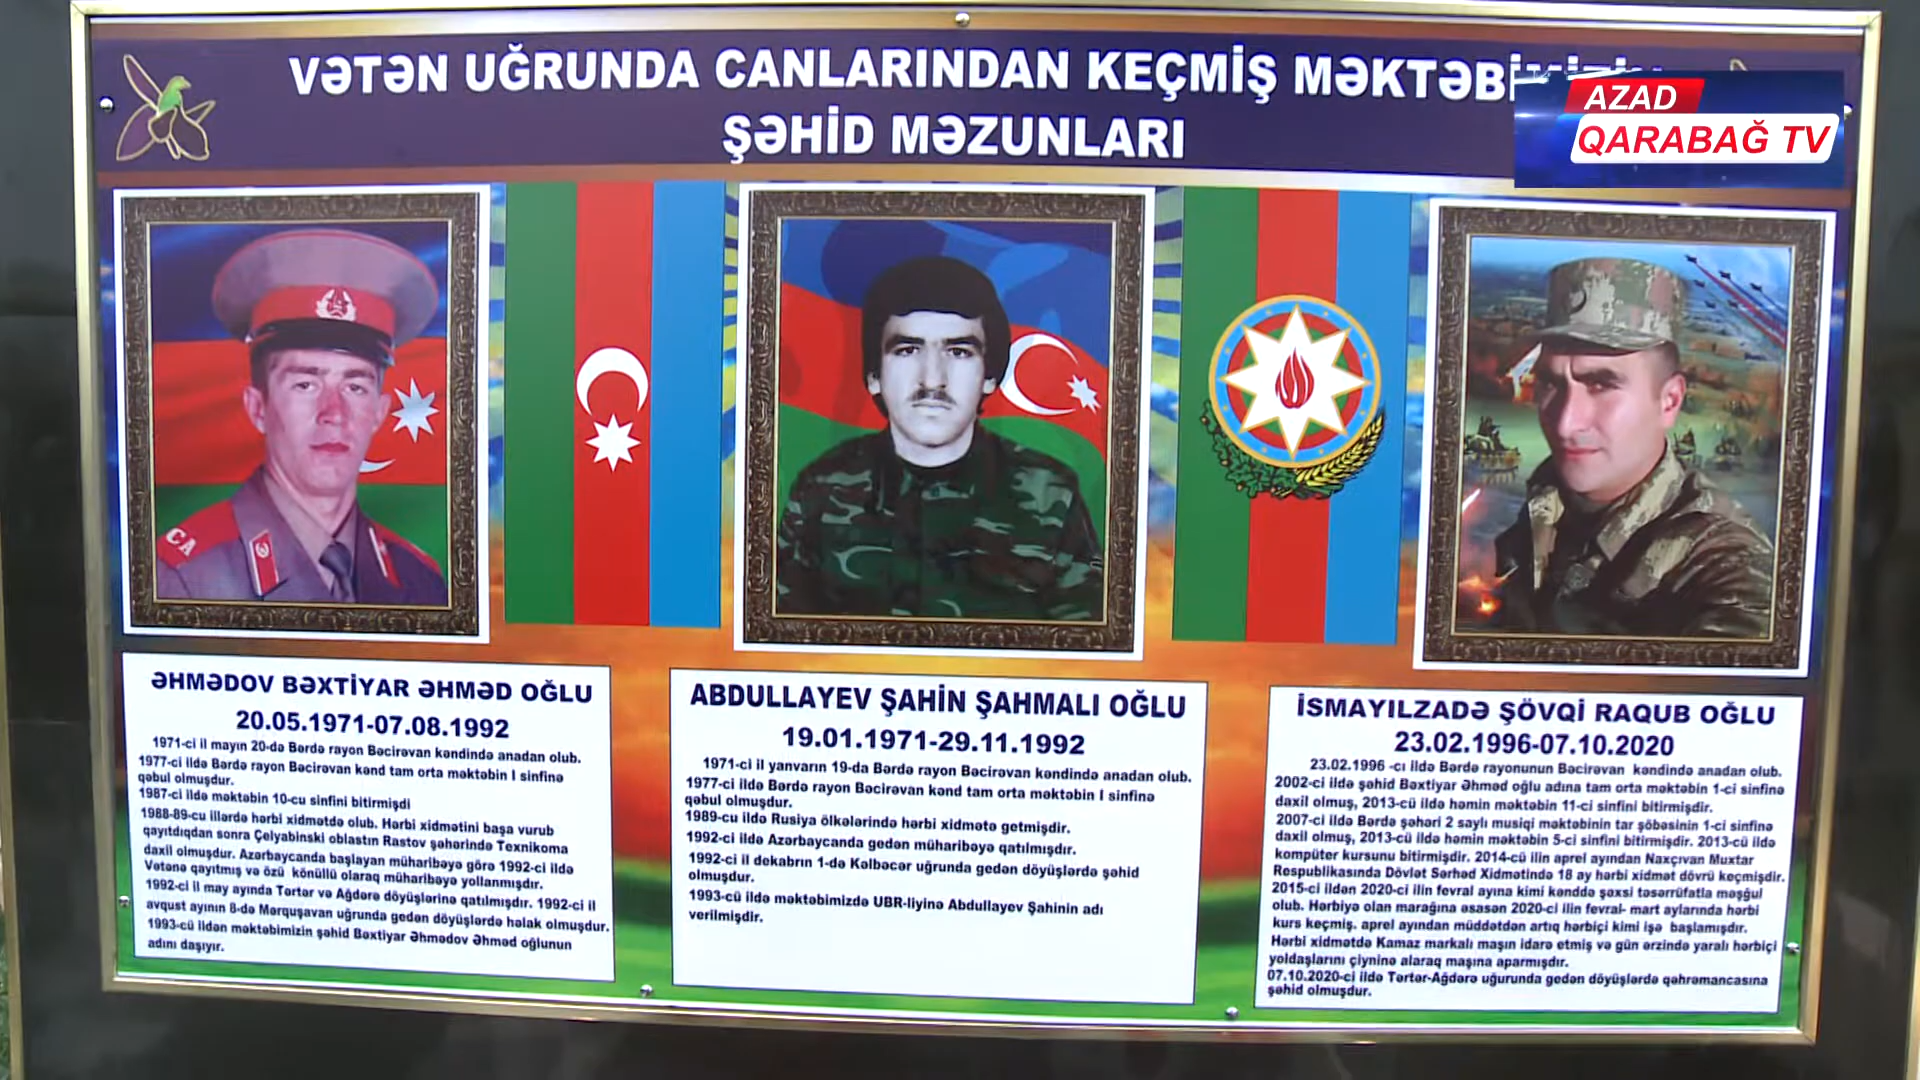 VƏTƏN UĞRUNDA CANLARINDAN KEÇMİŞ
ŞƏHİD MƏZUNLARI
AZAD
QARABAĞ TV
CA
ƏHMƏDOV BƏXTİYAR ƏHMƏD OĞLU
20.05.1971-07.08.1992
1971-ci il mayın 20-də Bərdə rayon Bəcirəvan kəndində anadan olub.
1977-ci ildə Bərdə rayon Bəcirəvan kənd tam orta məktəbin I sinfinə
qəbul olmuşdur.
1987-ci ildə məktəbin 10-cu sinfini bitirmişdi
1988-89-cu illərdə hərbi xidmətdə olub. Hərbi xidmətini başa vurub
qayıtdıqdan sonra Çelyabinski oblastın Rastov şəhərində Texnikoma
daxil olmuşdur. Azərbaycanda başlayan müharibəyə görə 1992-ci ildə
Vətənə qayıtmış və özü könüllü olaraq müharibəyə yollanmışdır.
1992-ci il may ayında Tərtər və Ağdərə döyüşlərinə qatılmışdır. 1992-ci il
avqust ayının 8-də Mərquşavan uğrunda gedən döyüşlərdə həlak olmuşdur.
1993-cü ildən məktəbimizin şəhid Bəxtiyar Əhmədov Əhməd oğlunun
adını daşıyır.
ABDULLAYEV ŞAHİN ŞAHMALI OĞLU
19.01.1971-29.11.1992
1971-ci il yanvarın 19-da Bərdə rayon Bəcirəvan kəndində anadan olub.
1977-ci ildə Bərdə rayon Bəcirəvan kənd tam orta məktəbin I sinfinə
qəbul olmuşdur.
1989-cu ildə Rusiya ölkələrində hərbi xidmətə getmişdir.
1992-ci ildə Azərbaycanda gedən müharibəyə qatılmışdır.
1992-ci il dekabrın 1-də Kəlbəcər uğrunda gedən döyüşlərdə şəhid
olmuşdur.
1993-cü ildə məktəbimizdə UBR-liyinə Abdullayev Şahinin adı
verilmişdir.
İSMAYILZADƏ ŞÖVQİ RAQUB OĞLU
23.02.1996-07.10.2020
23.02.1996 -cı ildə Bərdə rayonunun Bəcirəvan kəndində anadan olub.
2002-ci ildə şəhid Bəxtiyar Əhməd oğlu adına tam orta məktəbin 1-ci sinfinə
daxil olmuş, 2013-cü ildə həmin məktəbin 11-ci sinfini bitirmişdir.
2007-ci ildə Bərdə şəhəri 2 saylı musiqi məktəbinin tar şöbəsinin 1-ci sinfinə
daxil olmuş, 2013-cü ildə həmin məktəbin 5-ci sinfini bitirmişdir. 2013-cü ildə
kompüter kursunu bitirmişdir. 2014-cü ilin aprel ayından Naxçıvan Muxtar
Respublikasında Dövlət Sərhəd Xidmətində 18 ay hərbi xidmət dövrü keçmişdir.
2015-ci ildən 2020-ci ilin fevral ayına kimi kənddə şəxsi təsərrüfatla məşğul
olub. Hərbiyə olan marağına əsasən 2020-ci ilin fevral- mart aylarında hərbi
kurs keçmiş. aprel ayından müddətdən artıq hərbiçi kimi işə başlamışdır.
Hərbi xidmətdə Kamaz markalı maşın idarə etmiş və gün ərzində yaralı hərbiçi
yoldaşlarını çiyninə alaraq maşına aparmışdır.
07.10.2020-ci ildə Tərtər-Ağdərə uğurunda gedən döyüşlərdə qəhrəmancasına
şəhid olmuşdur.